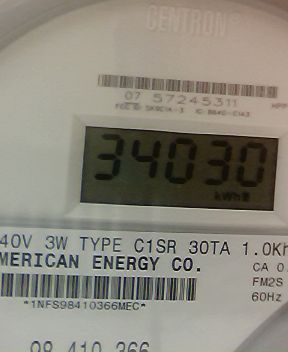 CENTRON®
07 57245311
34030
kWh
40V 3W TYPE C1SR 30TA 1.0Kh
MERICAN ENERGY CO.
CA 0.
FM2S
60Hz
*1NFS98410366MEC*
98 410 366